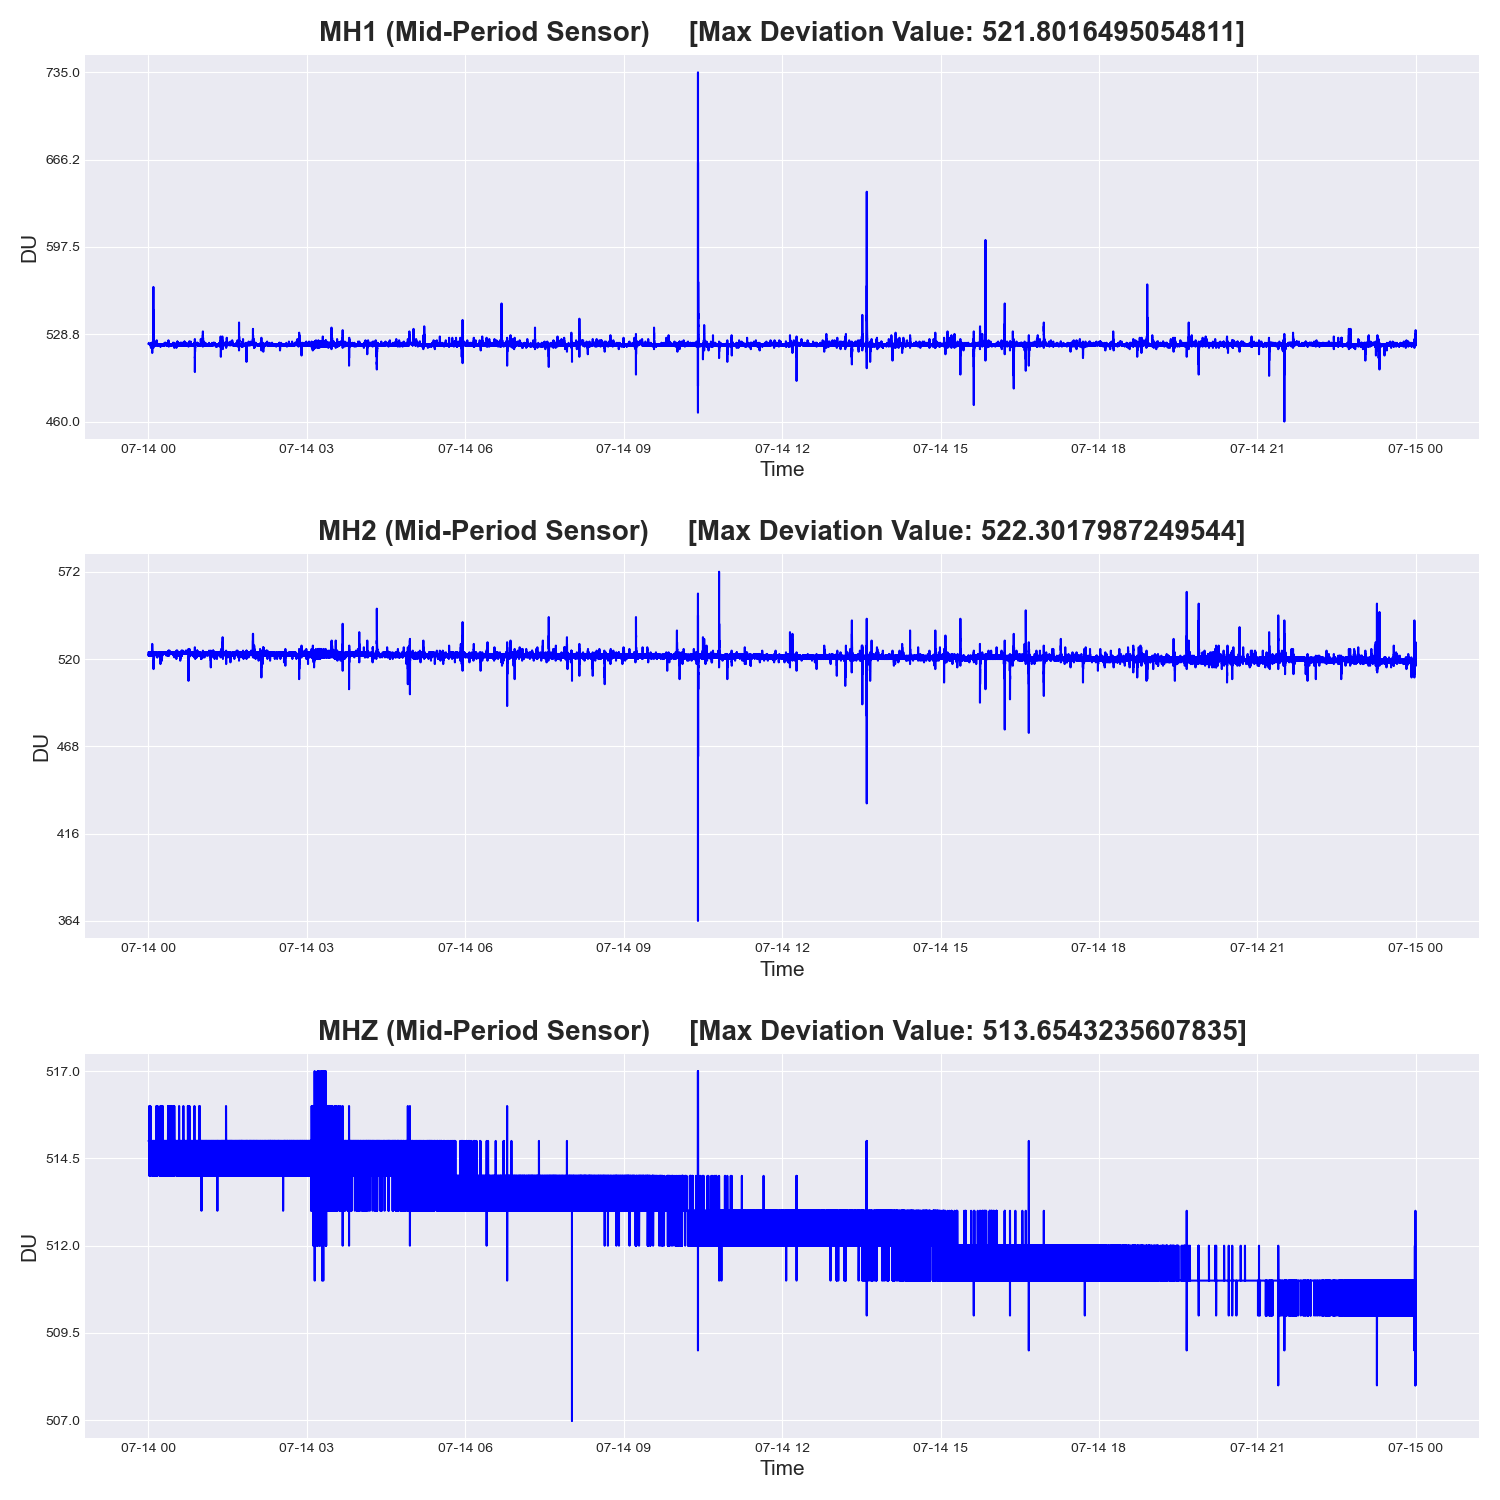 MH1 (Mid-Period Sensor) [Max Deviation Value: 521.8016495054811]
735.0
666.2
597.5
528.8
460.0
DU
07-14 00 07-14 03 07-14 06 07-14 09 07-14 12 07-14 15 07-14 18 07-14 21 07-15 00
Time
MH2 (Mid-Period Sensor) [Max Deviation Value: 522.3017987249544]
572
520
468
416
364
DU
07-14 00 07-14 03 07-14 06 07-14 09 07-14 12 07-14 15 07-14 18 07-14 21 07-15 00
Time
MHZ (Mid-Period Sensor) [Max Deviation Value: 513.6543235607835]
517.0
514.5
512.0
509.5
507.0
DU
07-14 00 07-14 03 07-14 06 07-14 09 07-14 12 07-14 15 07-14 18 07-14 21 07-15 00
Time